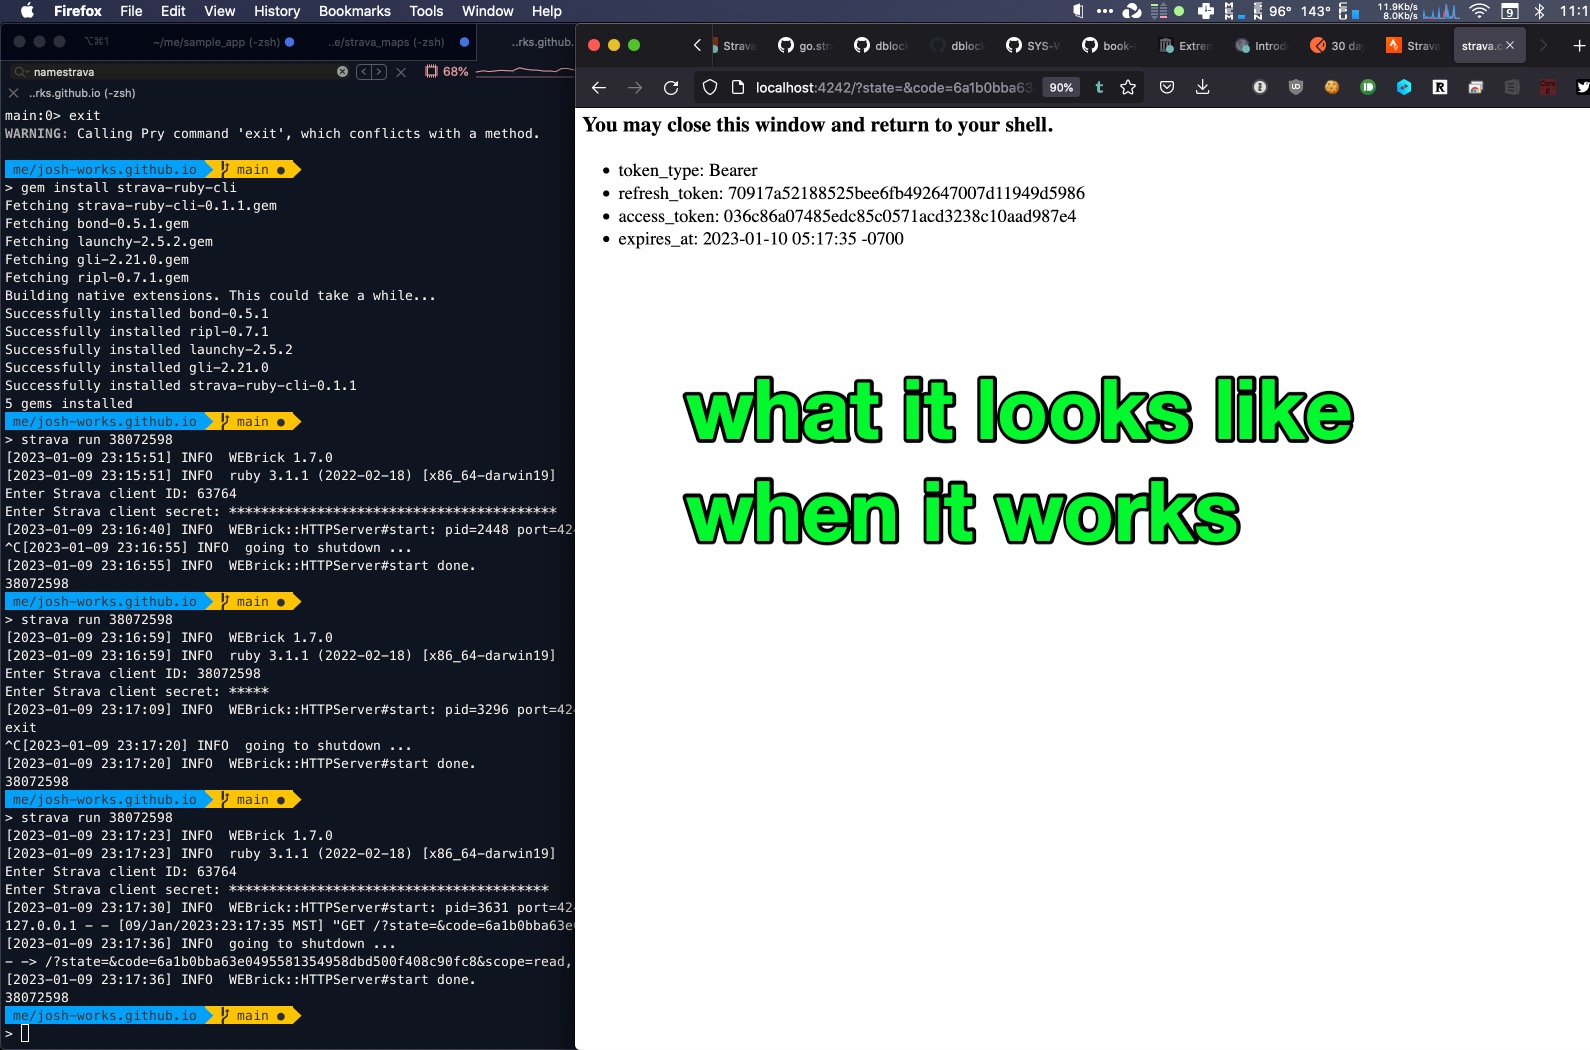 Firefox File Edit View History Bookmarks Tools Window Help
96° 143° 11.9Kb/s 8.0Kb/s 9 11:1
⌥⌘1 ~/me/sample_app (-zsh) ..e/strava_maps (-zsh) ..rks.github.
namestrava 68%
..rks.github.io (-zsh)
main:0> exit
WARNING: Calling Pry command 'exit', which conflicts with a method.
me/josh-works.github.io main ●
> gem install strava-ruby-cli
Fetching strava-ruby-cli-0.1.1.gem
Fetching bond-0.5.1.gem
Fetching launchy-2.5.2.gem
Fetching gli-2.21.0.gem
Fetching ripl-0.7.1.gem
Building native extensions. This could take a while...
Successfully installed bond-0.5.1
Successfully installed ripl-0.7.1
Successfully installed launchy-2.5.2
Successfully installed gli-2.21.0
Successfully installed strava-ruby-cli-0.1.1
5 gems installed
me/josh-works.github.io main ●
> strava run 38072598
[2023-01-09 23:15:51] INFO  WEBrick 1.7.0
[2023-01-09 23:15:51] INFO  ruby 3.1.1 (2022-02-18) [x86_64-darwin19]
Enter Strava client ID: 63764
Enter Strava client secret: *****************************************
[2023-01-09 23:16:40] INFO  WEBrick::HTTPServer#start: pid=2448 port=424
^C[2023-01-09 23:16:55] INFO  going to shutdown ...
[2023-01-09 23:16:55] INFO  WEBrick::HTTPServer#start done.
38072598
me/josh-works.github.io main ●
> strava run 38072598
[2023-01-09 23:16:59] INFO  WEBrick 1.7.0
[2023-01-09 23:16:59] INFO  ruby 3.1.1 (2022-02-18) [x86_64-darwin19]
Enter Strava client ID: 38072598
Enter Strava client secret: *****
[2023-01-09 23:17:09] INFO  WEBrick::HTTPServer#start: pid=3296 port=424
exit
^C[2023-01-09 23:17:20] INFO  going to shutdown ...
[2023-01-09 23:17:20] INFO  WEBrick::HTTPServer#start done.
38072598
me/josh-works.github.io main ●
> strava run 38072598
[2023-01-09 23:17:23] INFO  WEBrick 1.7.0
[2023-01-09 23:17:23] INFO  ruby 3.1.1 (2022-02-18) [x86_64-darwin19]
Enter Strava client ID: 63764
Enter Strava client secret: ****************************************
[2023-01-09 23:17:30] INFO  WEBrick::HTTPServer#start: pid=3631 port=424
127.0.0.1 - - [09/Jan/2023:23:17:35 MST] "GET /?state=&code=6a1b0bba63e
[2023-01-09 23:17:36] INFO  going to shutdown ...
- -> /?state=&code=6a1b0bba63e0495581354958dbd500f408c90fc8&scope=read,
[2023-01-09 23:17:36] INFO  WEBrick::HTTPServer#start done.
38072598
me/josh-works.github.io main ●
>
Strava go.str dbloc dbloc SYS-W book- Extrem Introd 30 da Strava strava.c
localhost:4242/?state=&code=6a1b0bba63 90%
You may close this window and return to your shell.
• token_type: Bearer
• refresh_token: 70917a52188525bee6fb492647007d11949d5986
• access_token: 036c86a07485edc85c0571acd3238c10aad987e4
• expires_at: 2023-01-10 05:17:35 -0700
what it looks like
when it works